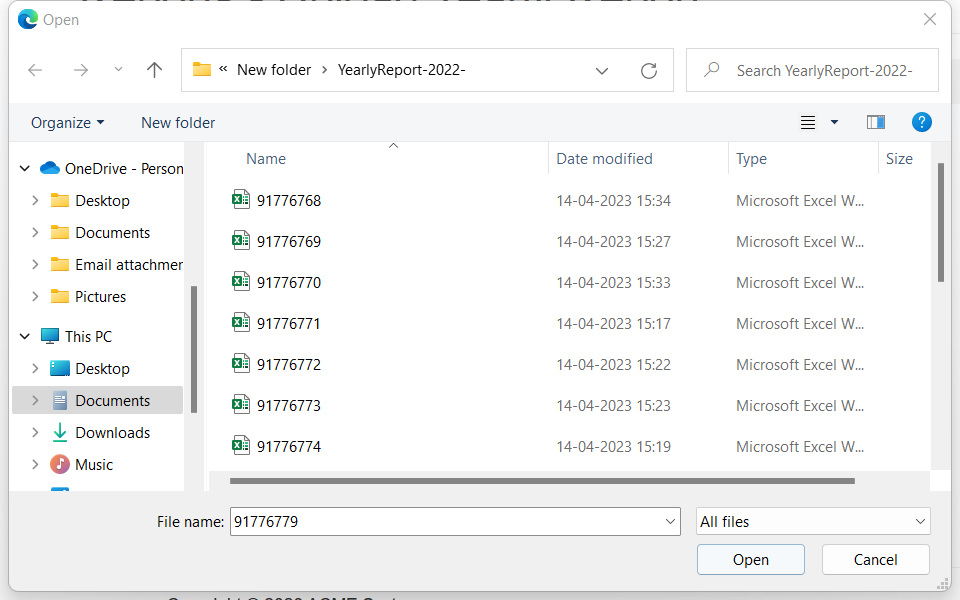 Open
« New folder > YearlyReport-2022-
Search YearlyReport-2022-
Organize
New folder
Name
Date modified
Type
Size
OneDrive - Person
Desktop
Documents
Email attachmer
Pictures
This PC
Desktop
Documents
Downloads
Music
91776768 14-04-2023 15:34 Microsoft Excel W...
91776769 14-04-2023 15:27 Microsoft Excel W...
91776770 14-04-2023 15:33 Microsoft Excel W...
91776771 14-04-2023 15:17 Microsoft Excel W...
91776772 14-04-2023 15:22 Microsoft Excel W...
91776773 14-04-2023 15:23 Microsoft Excel W...
91776774 14-04-2023 15:19 Microsoft Excel W...
File name: 91776779
All files
Open
Cancel